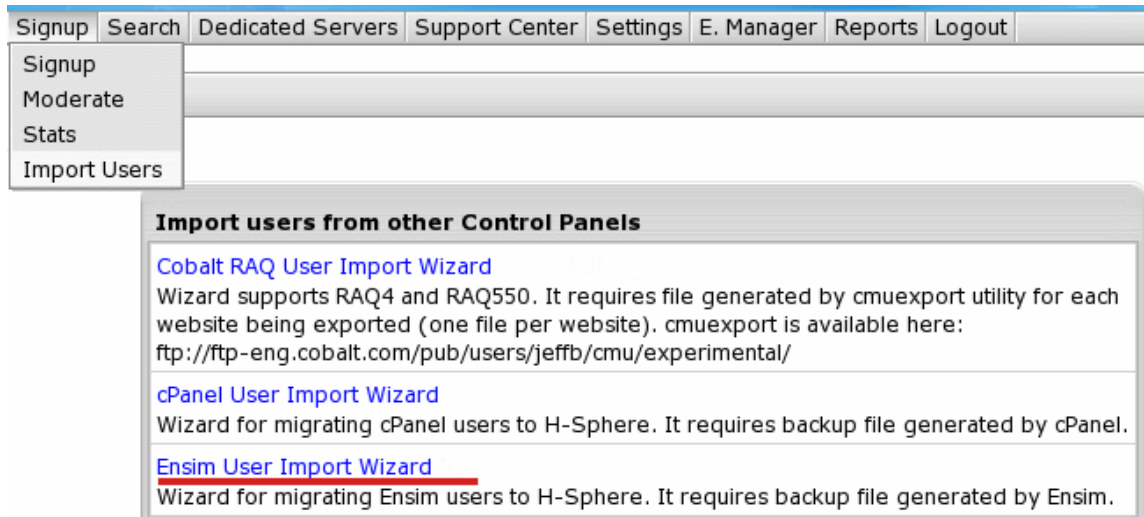 Signup Search Dedicated Servers Support Center Settings E. Manager Reports Logout
Signup
Moderate
Stats
Import Users
Import users from other Control Panels
Cobalt RAQ User Import Wizard
Wizard supports RAQ4 and RAQ550. It requires file generated by cmuexport utility for each
website being exported (one file per website). cmuexport is available here:
ftp://ftp-eng.cobalt.com/pub/users/jeffb/cmu/experimental/
cPanel User Import Wizard
Wizard for migrating cPanel users to H-Sphere. It requires backup file generated by cPanel.
Ensim User Import Wizard
Wizard for migrating Ensim users to H-Sphere. It requires backup file generated by Ensim.